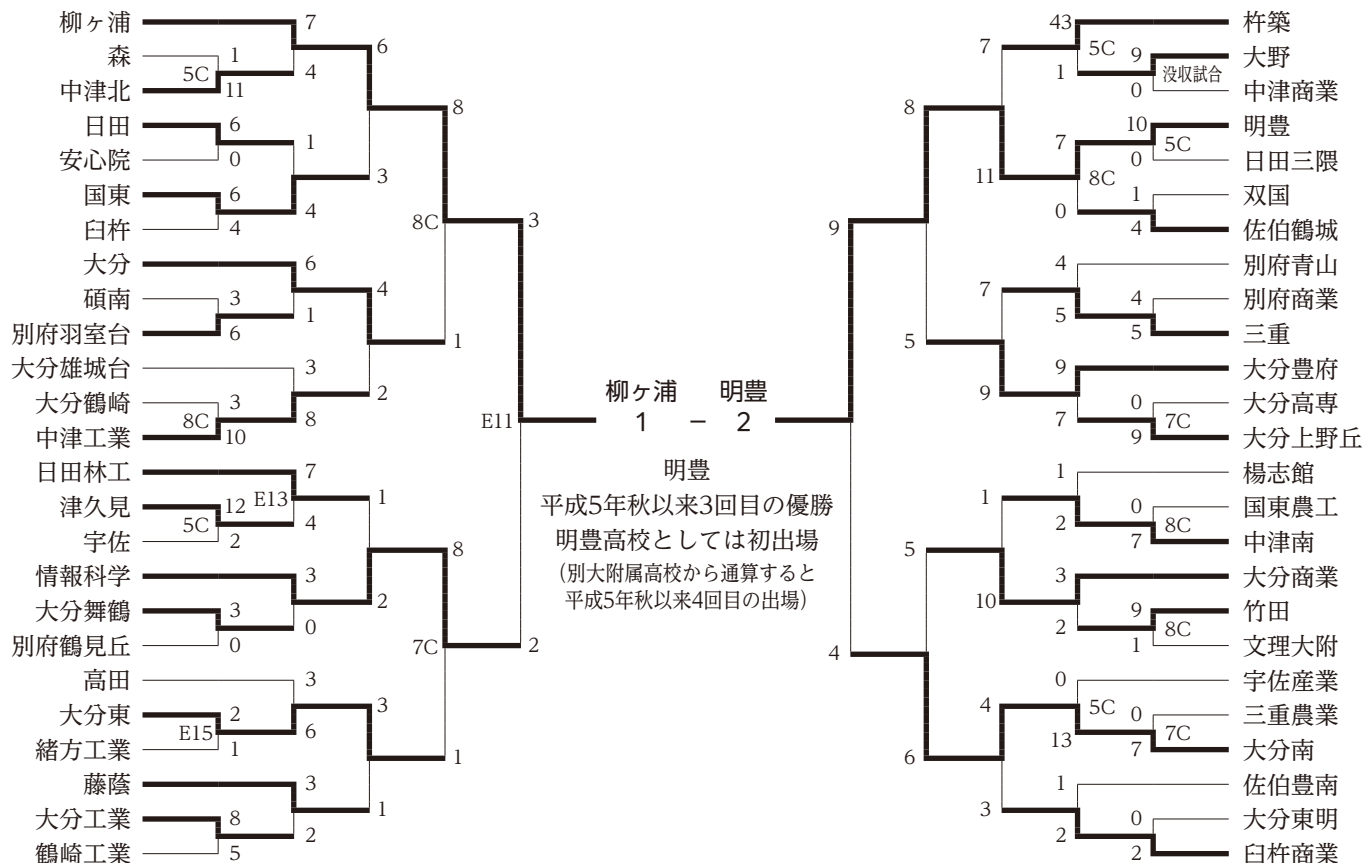 柳ヶ浦 7
森 1
5C 4
中津北 11
6
日田 6
1
安心院 0
国東 6
4
臼杵 4
3
8
大分 6
碩南 3
1
別府羽室台 6
4
大分雄城台 3
大分鶴崎 3
8C 8
中津工業 10
2
1
8C 3
日田林工 7
津久見 12
5C E13 4
宇佐 2
1
情報科学 3
大分舞鶴 3
0
別府鶴見丘 0
2
8
高田 3
大分東 2
E15 6
緒方工業 1
3
藤蔭 3
大分工業 8
2
鶴崎工業 5
1
1
7C 2
E11
柳ヶ浦 明豊
1 – 2
明豊
平成5年秋以来3回目の優勝
明豊高校としては初出場
（別大附属高校から通算すると
平成5年秋以来4回目の出場）
43 杵築
5C 9 大野
1 没収試合
0 中津商業
7
10 明豊
7 5C
0 日田三隈
8C
1 双国
0
4 佐伯鶴城
11
8
4 別府青山
4 別府商業
5
5 三重
7
9 大分豊府
0 大分高専
7 7C
9 大分上野丘
9
5
9
1 楊志館
0 国東農工
2 8C
7 中津南
1
3 大分商業
9 竹田
2 8C
1 文理大附
10
5
0 宇佐産業
5C 0 三重農業
13 7C
7 大分南
4
1 佐伯豊南
0 大分東明
2
2 臼杵商業
3
6
4